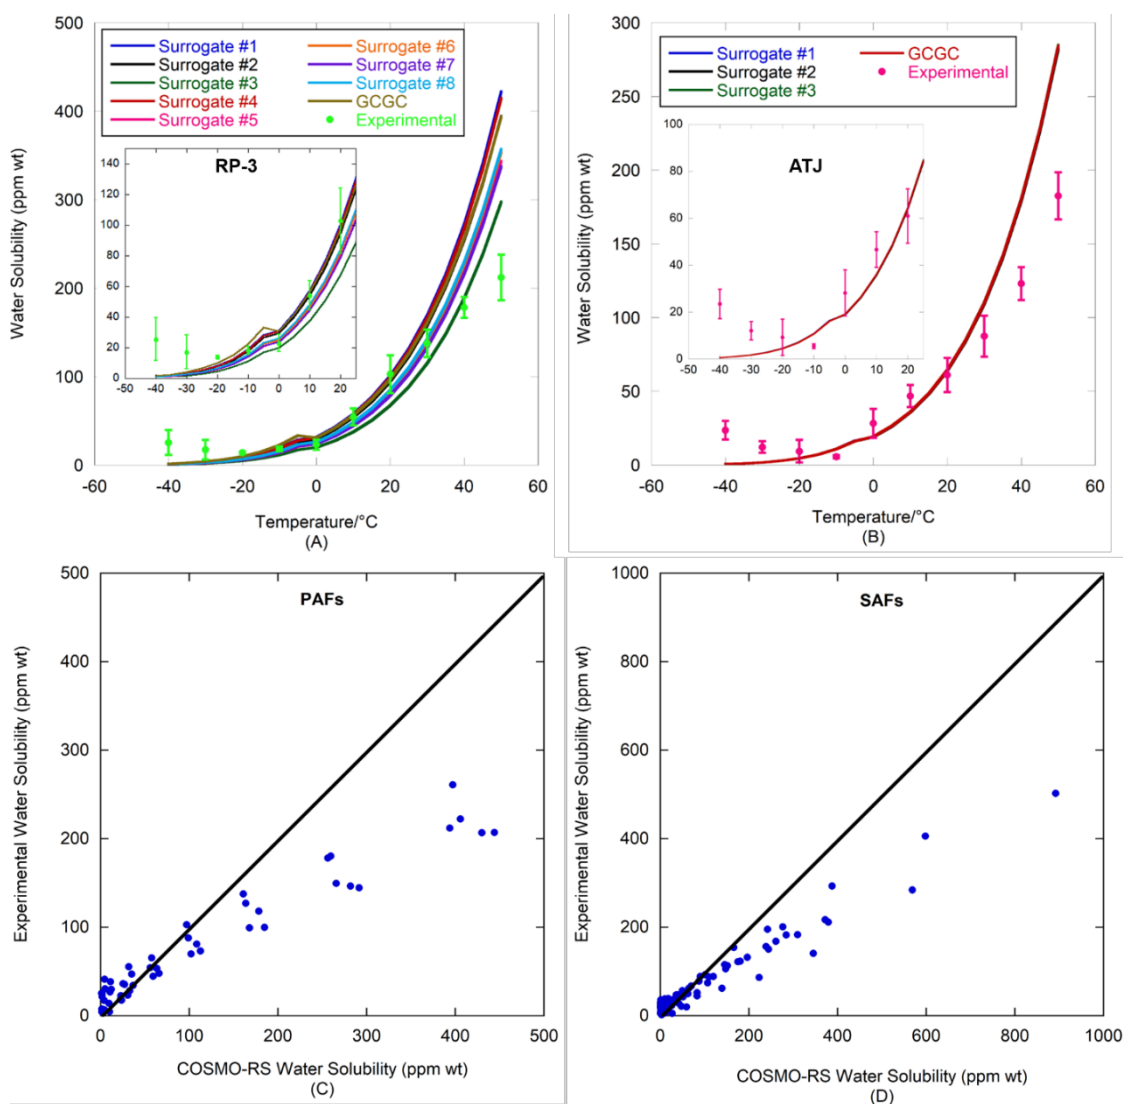 500
400
300
200
100
0
Water Solubility (ppm wt)
Surrogate #1
Surrogate #2
Surrogate #3
Surrogate #4
Surrogate #5
Surrogate #6
Surrogate #7
Surrogate #8
GCGC
Experimental
RP-3
140
120
100
80
60
40
20
0
-50 -40 -30 -20 -10 0 10 20
-60 -40 -20 0 20 40 60
Temperature/°C
(A)
300
250
200
150
100
50
0
Water Solubility (ppm wt)
Surrogate #1
Surrogate #2
Surrogate #3
GCGC
Experimental
ATJ
100
80
60
40
20
0
-50 -40 -30 -20 -10 0 10 20
-60 -40 -20 0 20 40 60
Temperature/°C
(B)
500
400
300
200
100
0
Experimental Water Solubility (ppm wt)
PAFs
0 100 200 300 400 500
COSMO-RS Water Solubility (ppm wt)
(C)
1000
800
600
400
200
0
Experimental Water Solubility (ppm wt)
SAFs
0 200 400 600 800 1000
COSMO-RS Water Solubility (ppm wt)
(D)